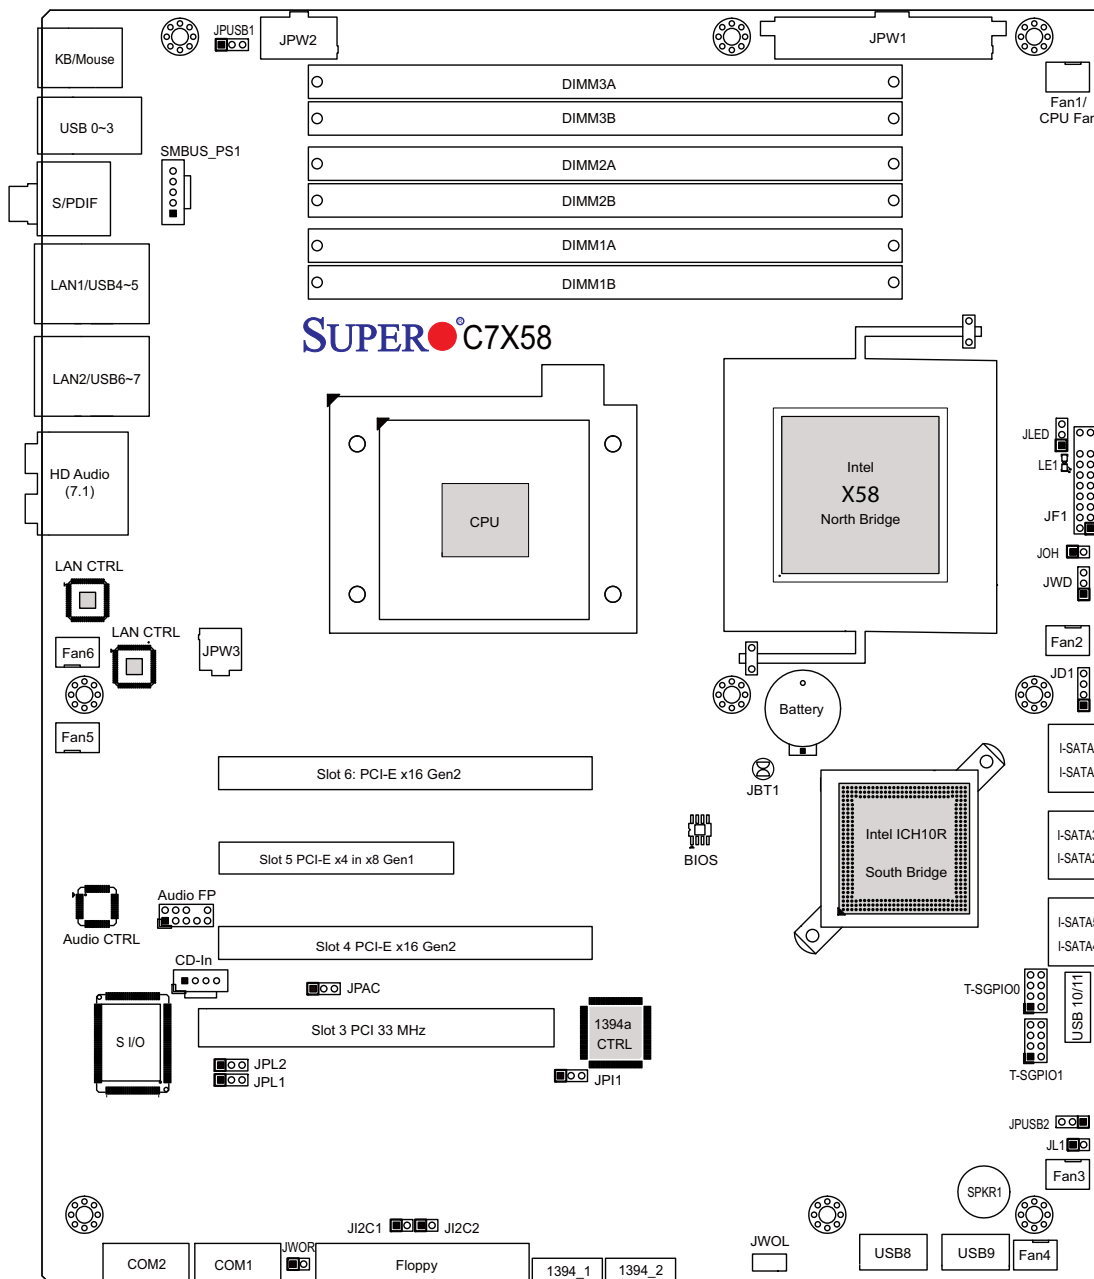 JPUSB1
JPW2
JPW1
KB/Mouse
DIMM3A
Fan1/
CPU Fan
DIMM3B
USB 0~3
SMBUS_PS1
DIMM2A
S/PDIF
DIMM2B
DIMM1A
LAN1/USB4~5
DIMM1B
SUPER ® C7X58
LAN2/USB6~7
JLED
LE1
HD Audio
(7.1)
Intel
X58
North Bridge
CPU
JF1
JOH
LAN CTRL
JWD
LAN CTRL
Fan6
JPW3
Fan2
JD1
Battery
Fan5
I-SATA
I-SATA
Slot 6: PCI-E x16 Gen2
JBT1
Intel ICH10R
South Bridge
I-SATA3
I-SATA2
BIOS
Slot 5 PCI-E x4 in x8 Gen1
Audio FP
Audio CTRL
Slot 4 PCI-E x16 Gen2
I-SATA5
I-SATA4
CD-In
JPAC
T-SGPIO0
USB 10/11
S I/O
Slot 3 PCI 33 MHz
1394a
CTRL
JPL2
JPL1
JPI1
T-SGPIO1
JPUSB2
JL1
Fan3
SPKR1
JI2C1
JI2C2
JWOR
JWOL
COM2
COM1
Floppy
1394_1
1394_2
USB8
USB9
Fan4